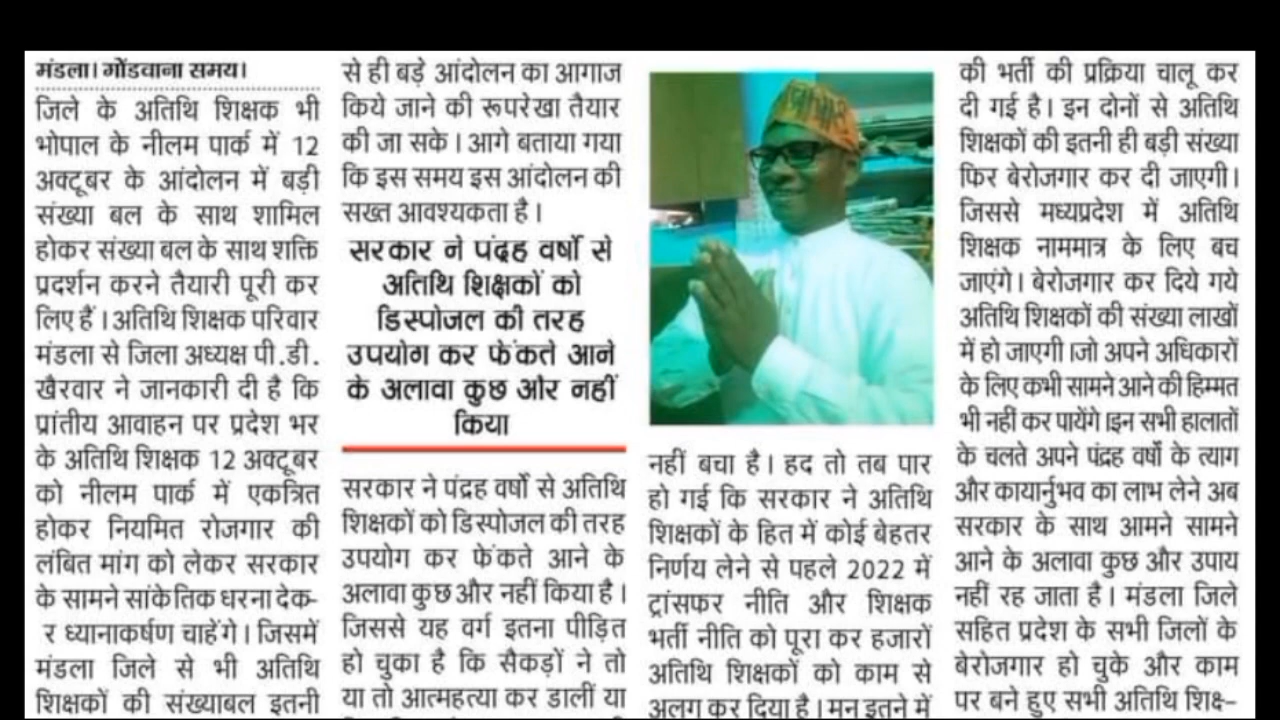 मंडला। गोंडवाना समय।
जिले के अतिथि शिक्षक भी
भोपाल के नीलम पार्क में 12
अक्टूबर के आंदोलन में बड़ी
संख्या बल के साथ शामिल
होकर संख्या बल के साथ शक्ति
प्रदर्शन करने तैयारी पूरी कर
लिए हैं । अतिथि शिक्षक परिवार
मंडला से जिला अध्यक्ष पी.डी.
खैरवार ने जानकारी दी है कि
प्रांतीय आवाहन पर प्रदेश भर
के अतिथि शिक्षक 12 अक्टूबर
को नीलम पार्क में एकत्रित
होकर नियमित रोजगार की
लंबित मांग को लेकर सरकार
के सामने सांकेतिक धरना देक-
र ध्यानाकर्षण चाहेंगे । जिसमें
मंडला जिले से भी अतिथि
शिक्षकों की संख्याबल इतनी
से ही बड़े आंदोलन का आगाज
किये जाने की रूपरेखा तैयार
की जा सके । आगे बताया गया
कि इस समय इस आंदोलन की
सख्त आवश्यकता है ।
सरकार ने पंद्रह वर्षों से
अतिथि शिक्षकों को
डिस्पोजल की तरह
उपयोग कर फेंकते आने
के अलावा कुछ और नहीं
किया
सरकार ने पंद्रह वर्षों से अतिथि
शिक्षकों को डिस्पोजल की तरह
उपयोग कर फेंकते आने के
अलावा कुछ और नहीं किया है ।
जिससे यह वर्ग इतना पीड़ित
हो चुका है कि सैकड़ों ने तो
या तो आत्महत्या कर डालीं या
नहीं बचा है । हद तो तब पार
हो गई कि सरकार ने अतिथि
शिक्षकों के हित में कोई बेहतर
निर्णय लेने से पहले 2022 में
ट्रांसफर नीति और शिक्षक
भर्ती नीति को पूरा कर हजारों
अतिथि शिक्षकों को काम से
अलग कर दिया है । मन इतने में
की भर्ती की प्रक्रिया चालू कर
दी गई है । इन दोनों से अतिथि
शिक्षकों की इतनी ही बड़ी संख्या
फिर बेरोजगार कर दी जाएगी ।
जिससे मध्यप्रदेश में अतिथि
शिक्षक नाममात्र के लिए बच
जाएंगे । बेरोजगार कर दिये गये
अतिथि शिक्षकों की संख्या लाखों
में हो जाएगी ।जो अपने अधिकारों
के लिए कभी सामने आने की हिम्मत
भी नहीं कर पायेंगे ।इन सभी हालातों
के चलते अपने पंद्रह वर्षों के त्याग
और कायार्नुभव का लाभ लेने अब
सरकार के साथ आमने सामने
आने के अलावा कुछ और उपाय
नहीं रह जाता है । मंडला जिले
सहित प्रदेश के सभी जिलों के
बेरोजगार हो चुके और काम
पर बने हुए सभी अतिथि शिक्ष-